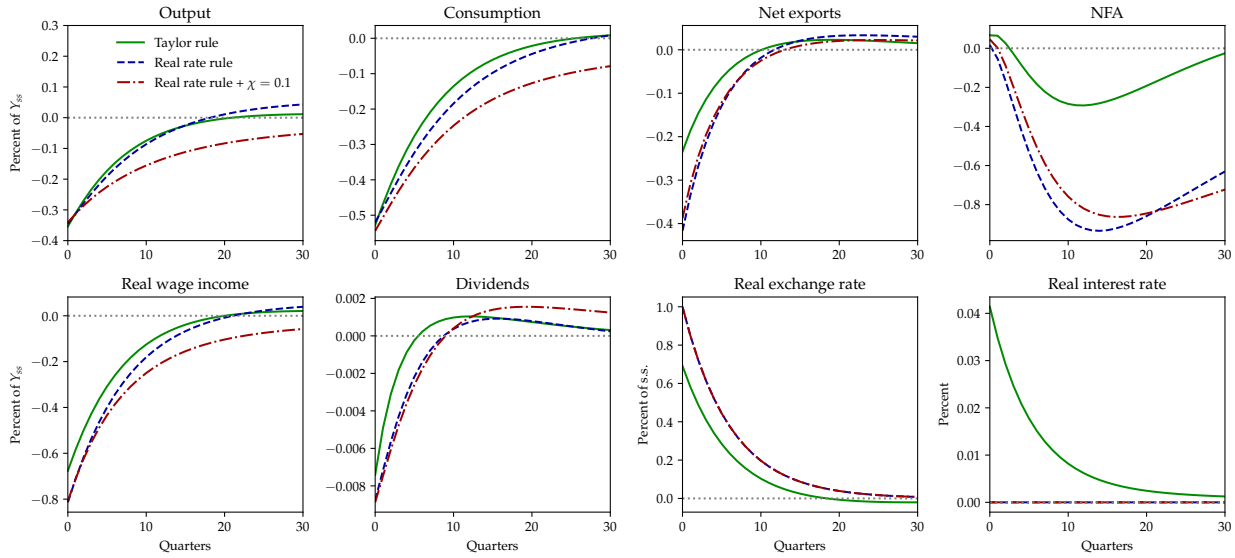 Output
Consumption
Net exports
NFA
Percent of Y_ss
0.3
0.2
0.1
0.0
−0.1
−0.2
−0.3
−0.4
Taylor rule
Real rate rule
Real rate rule + χ = 0.1
0 10 20 30
0.0
−0.1
−0.2
−0.3
−0.4
−0.5
0 10 20 30
0.1
0.0
−0.1
−0.2
−0.3
−0.4
0 10 20 30
0.2
0.0
−0.2
−0.4
−0.6
−0.8
0 10 20 30
Real wage income
Dividends
Real exchange rate
Real interest rate
Percent of Y_ss
0.0
−0.2
−0.4
−0.6
−0.8
0 10 20 30
Quarters
0.002
0.000
−0.002
−0.004
−0.006
−0.008
0 10 20 30
Quarters
Percent of s.s.
1.0
0.8
0.6
0.4
0.2
0.0
0 10 20 30
Quarters
Percent
0.04
0.03
0.02
0.01
0.00
0 10 20 30
Quarters